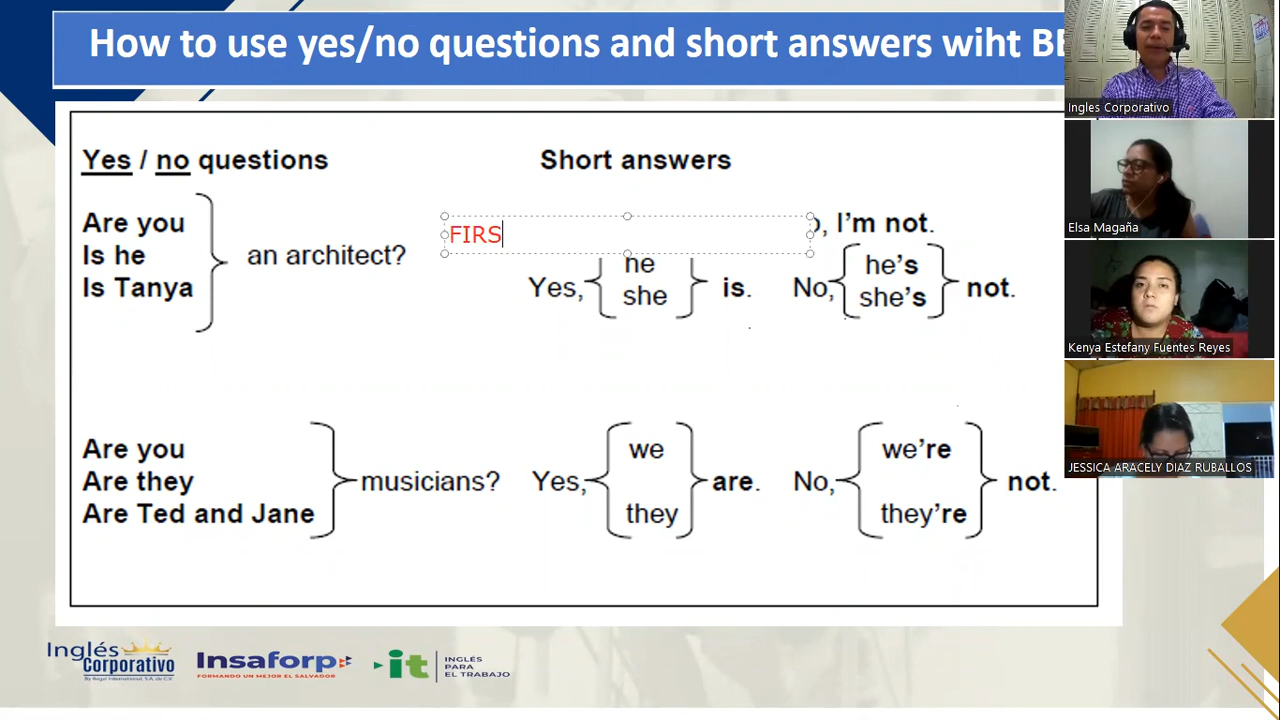 How to use yes/no questions and short answers wiht BE
Yes / no questions
Short answers
Are you
Is he
Is Tanya
an architect?
FIRS
I'm not.
Yes,
he
she
is.
No,
he's
she's
not.
Are you
Are they
Are Ted and Jane
musicians?
Yes,
we
they
are.
No,
we're
they're
not.
Ingles Corporativo
Elsa Magaña
Kenya Estefany Fuentes Reyes
JESSICA ARACELY DIAZ RUBALLOS
Inglés
Corporativo
By Regal International, S.A. de C.V.
Insaforp
FORMANDO UN MEJOR EL SALVADOR
it
INGLÉS
PARA
EL TRABAJO